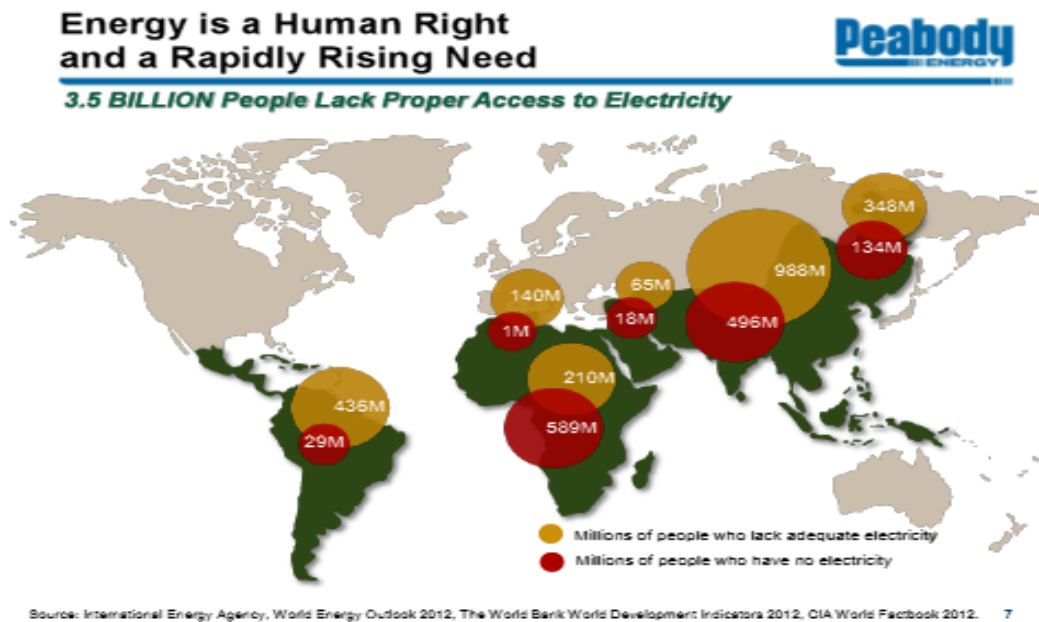 Energy is a Human Right
and a Rapidly Rising Need
Peabody
ENERGY
3.5 BILLION People Lack Proper Access to Electricity
348M
134M
988M
65M
140M
18M
496M
1M
210M
436M
589M
29M
Millions of people who lack adequate electricity
Millions of people who have no electricity
Source: International Energy Agency, World Energy Outlook 2012, The World Bank World Development Indicators 2012, CIA World Factbook 2012. 7